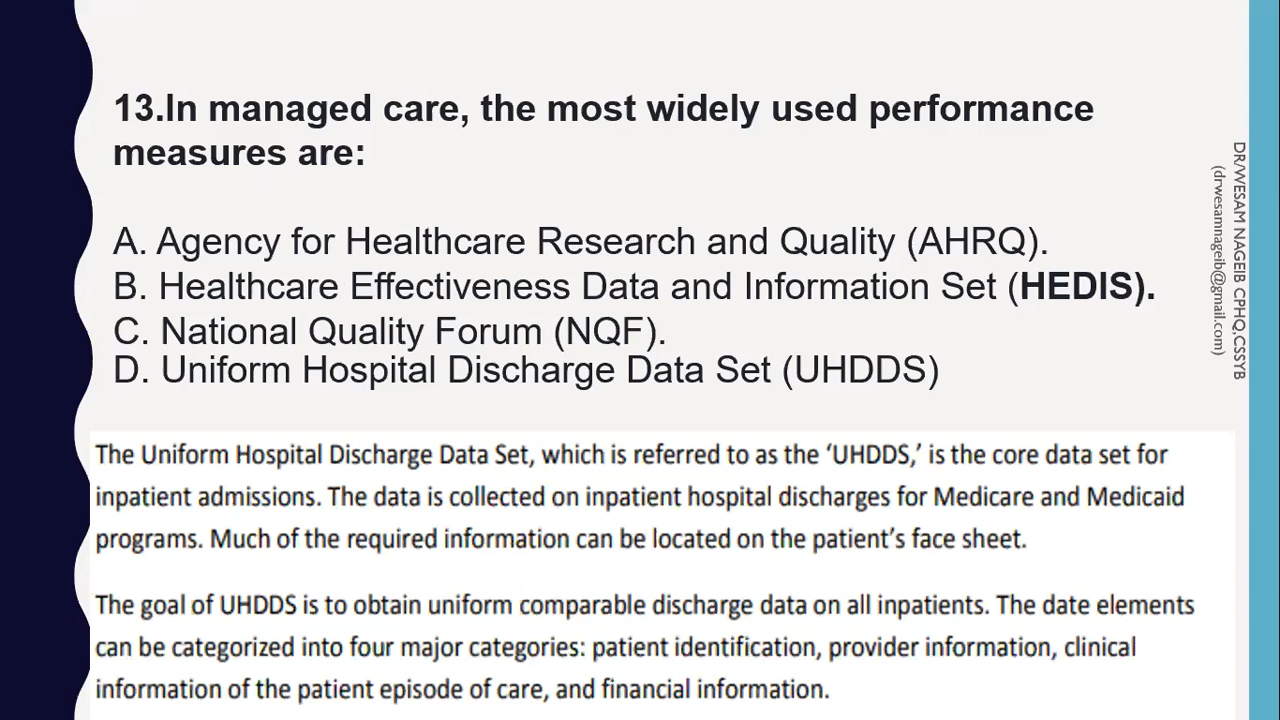 13.In managed care, the most widely used performance
measures are:
A. Agency for Healthcare Research and Quality (AHRQ).
B. Healthcare Effectiveness Data and Information Set (HEDIS).
C. National Quality Forum (NQF).
D. Uniform Hospital Discharge Data Set (UHDDS)
The Uniform Hospital Discharge Data Set, which is referred to as the ‘UHDDS,’ is the core data set for
inpatient admissions. The data is collected on inpatient hospital discharges for Medicare and Medicaid
programs. Much of the required information can be located on the patient’s face sheet.
The goal of UHDDS is to obtain uniform comparable discharge data on all inpatients. The date elements
can be categorized into four major categories: patient identification, provider information, clinical
information of the patient episode of care, and financial information.
DR/WESAM NAGEIB CPHQ,CSSYB
(drwesamnageib@gmail.com)